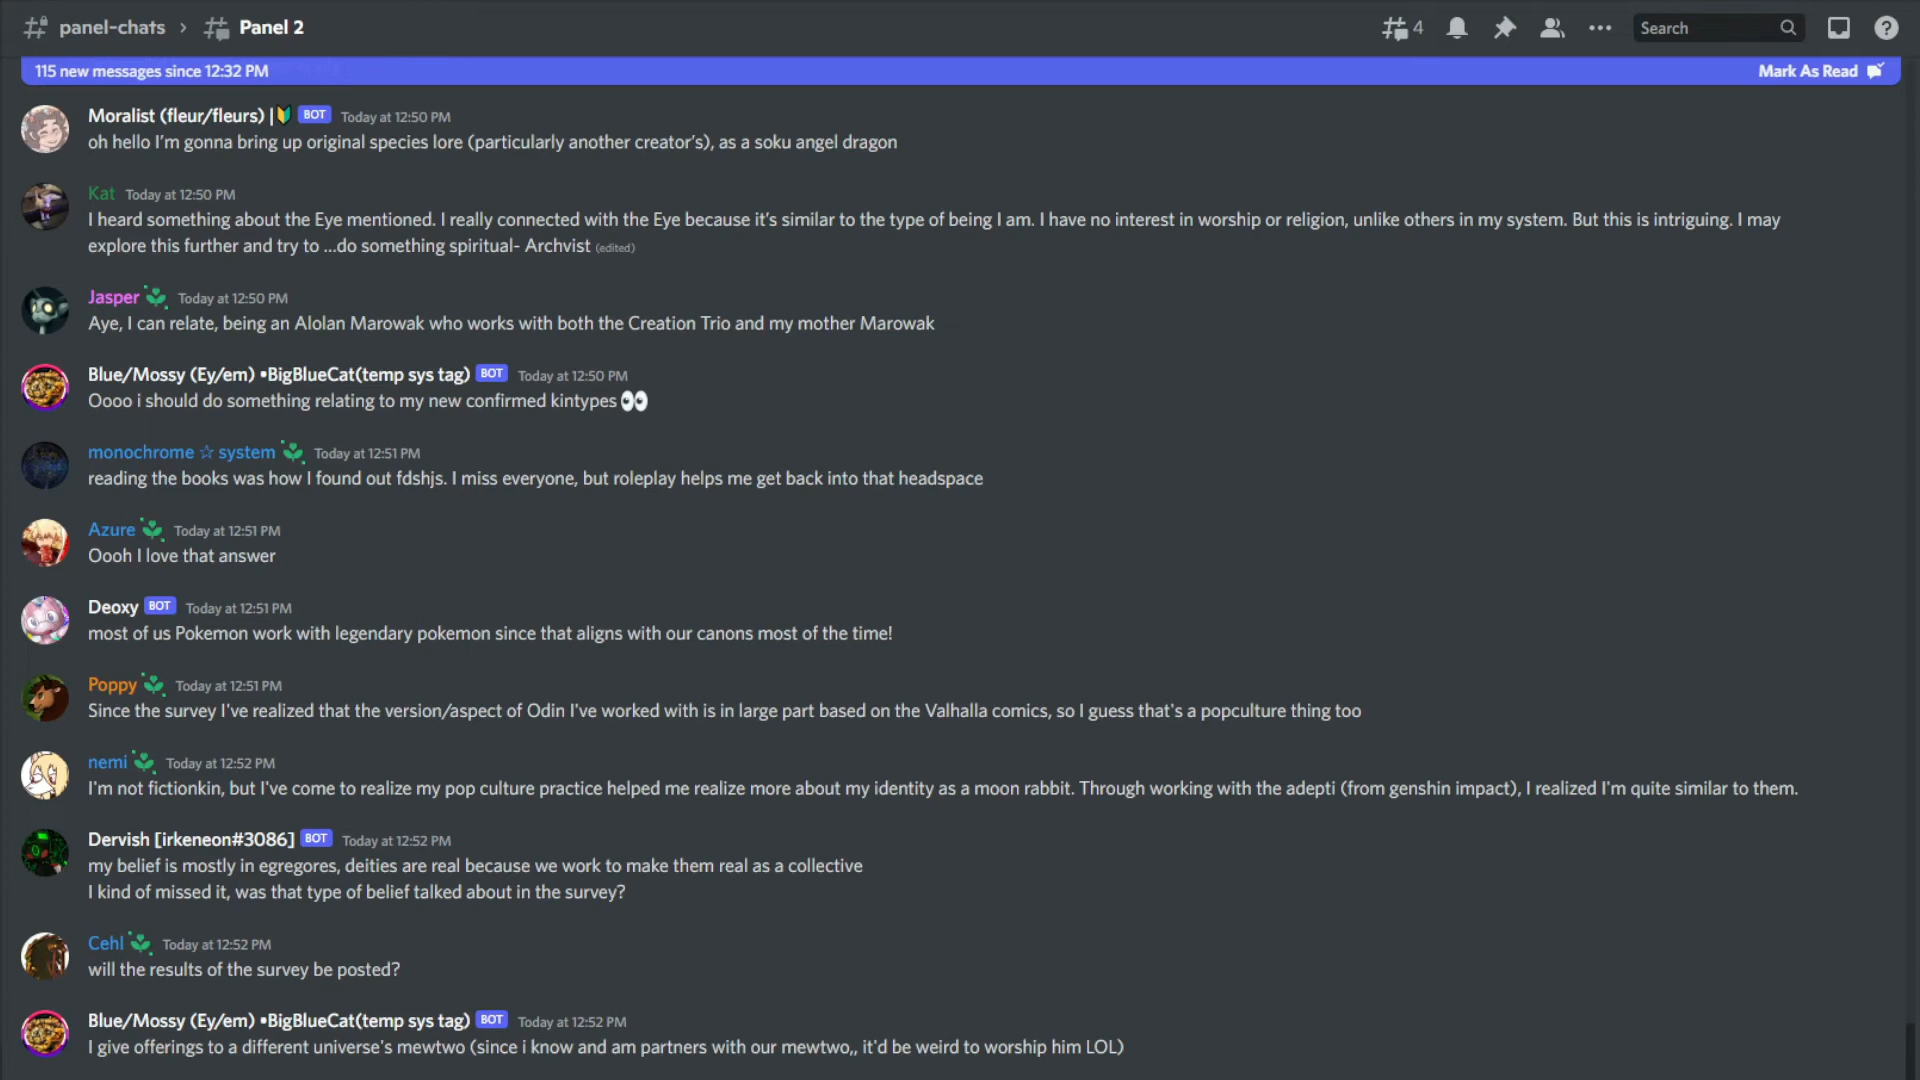 panel-chats › Panel 2 4 Search
115 new messages since 12:32 PM Mark As Read
Moralist (fleur/fleurs) |🔰 BOT Today at 12:50 PM
oh hello I’m gonna bring up original species lore (particularly another creator’s), as a soku angel dragon
Kat Today at 12:50 PM
I heard something about the Eye mentioned. I really connected with the Eye because it’s similar to the type of being I am. I have no interest in worship or religion, unlike others in my system. But this is intriguing. I may
explore this further and try to ...do something spiritual- Archvist (edited)
Jasper Today at 12:50 PM
Aye, I can relate, being an Alolan Marowak who works with both the Creation Trio and my mother Marowak
Blue/Mossy (Ey/em) •BigBlueCat(temp sys tag) BOT Today at 12:50 PM
Oooo i should do something relating to my new confirmed kintypes 👀
monochrome ☆ system Today at 12:51 PM
reading the books was how I found out fdshjs. I miss everyone, but roleplay helps me get back into that headspace
Azure Today at 12:51 PM
Oooh I love that answer
Deoxy BOT Today at 12:51 PM
most of us Pokemon work with legendary pokemon since that aligns with our canons most of the time!
Poppy Today at 12:51 PM
Since the survey I've realized that the version/aspect of Odin I've worked with is in large part based on the Valhalla comics, so I guess that's a popculture thing too
nemi Today at 12:52 PM
I'm not fictionkin, but I've come to realize my pop culture practice helped me realize more about my identity as a moon rabbit. Through working with the adepti (from genshin impact), I realized I'm quite similar to them.
Dervish [irkeneon#3086] BOT Today at 12:52 PM
my belief is mostly in egregores, deities are real because we work to make them real as a collective
I kind of missed it, was that type of belief talked about in the survey?
Cehl Today at 12:52 PM
will the results of the survey be posted?
Blue/Mossy (Ey/em) •BigBlueCat(temp sys tag) BOT Today at 12:52 PM
I give offerings to a different universe's mewtwo (since i know and am partners with our mewtwo,, it'd be weird to worship him LOL)